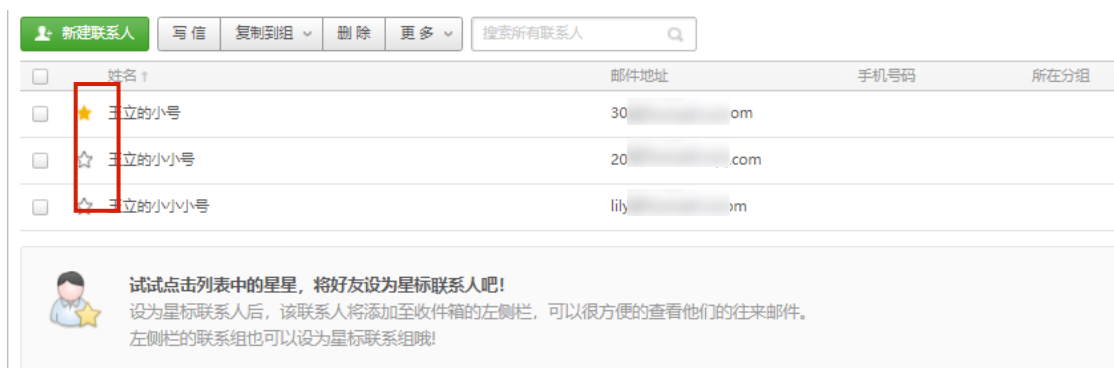 新建联系人 写 信 复制到组 删 除 更 多 搜索所有联系人
姓名↑ 邮件地址 手机号码 所在分组
王立的小号 30 om
王立的小小号 20 .com
王立的小小小号 lily om
试试点击列表中的星星，将好友设为星标联系人吧！
设为星标联系人后，该联系人将添加至收件箱的左侧栏，可以很方便的查看他们的往来邮件。
左侧栏的联系组也可以设为星标联系组哦!